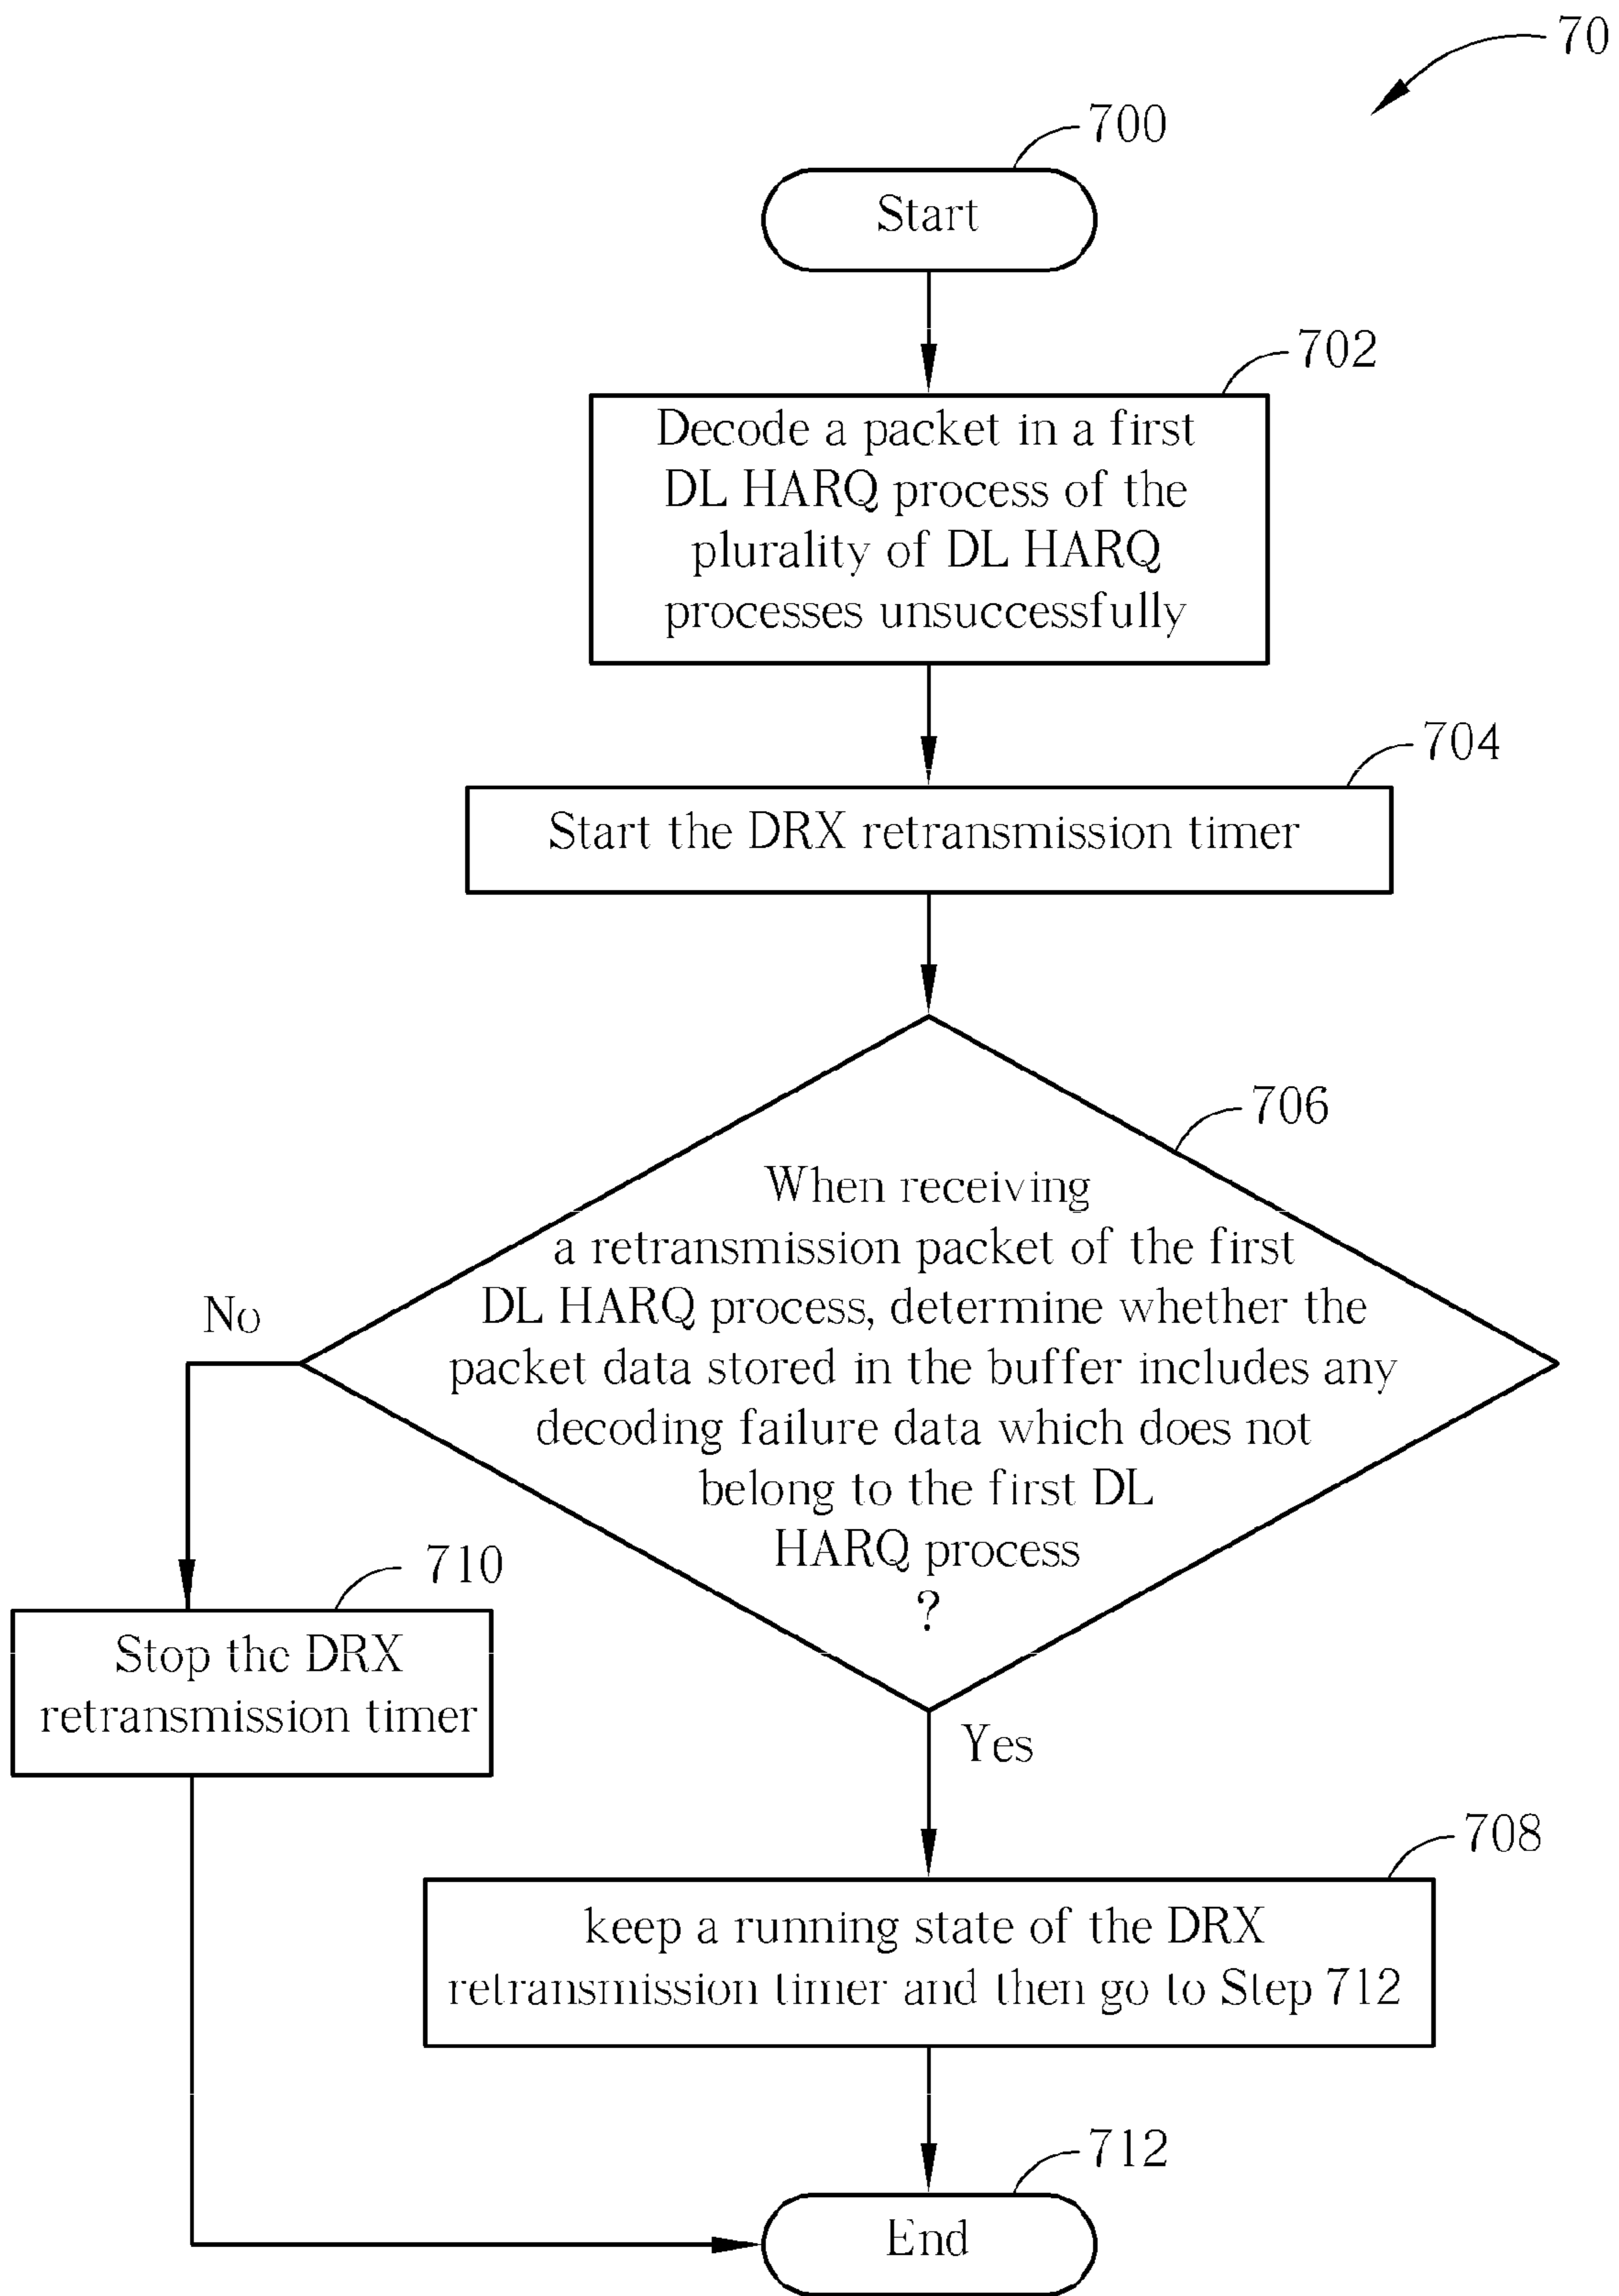 70
700
Start
702
Decode a packet in a first
DL HARQ process of the
plurality of DL HARQ
processes unsuccessfully
704
Start the DRX retransmission timer
706
When receiving
a retransmission packet of the first
DL HARQ process, determine whether the
packet data stored in the buffer includes any
decoding failure data which does not
belong to the first DL
HARQ process
?
No
710
Stop the DRX
retransmission timer
Yes
708
keep a running state of the DRX
retransmission timer and then go to Step 712
712
End